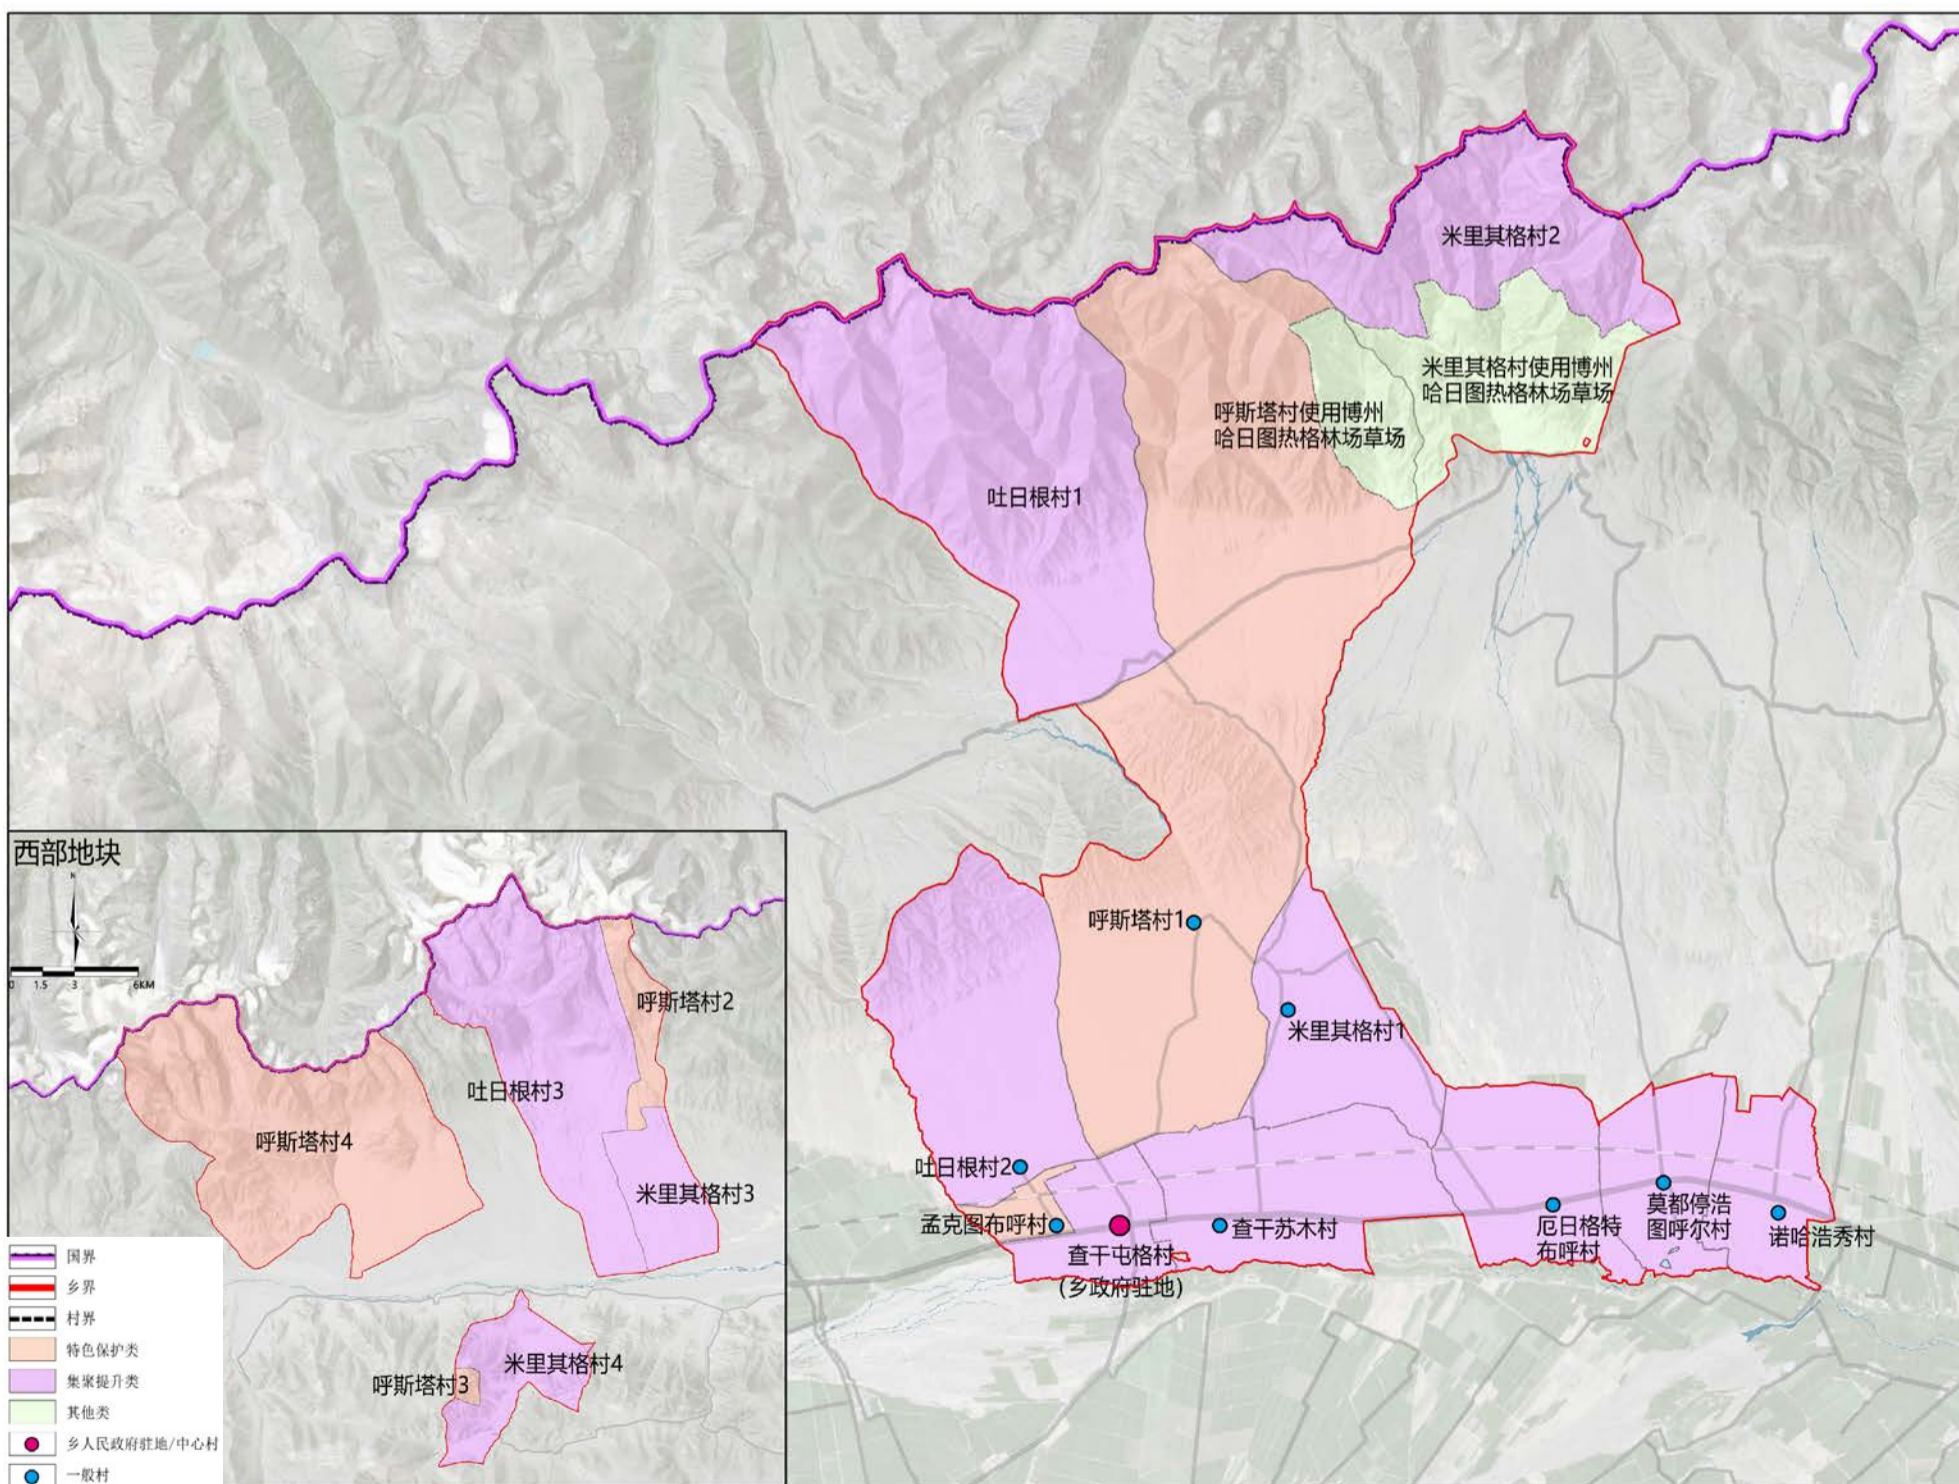 米里其格村2
米里其格村使用博州
哈日图热格林场草场
呼斯塔村使用博州
哈日图热格林场草场
吐日根村1
呼斯塔村1
米里其格村1
吐日根村2
孟克图布呼村
查干屯格村
(乡政府驻地)
查干苏木村
厄日格特
布呼村
莫都停浩
图呼尔村
诺哈浩秀村
西部地块
N
0 1.5 3 6KM
呼斯塔村2
吐日根村3
呼斯塔村4
米里其格村3
米里其格村4
呼斯塔村3
国界
乡界
村界
特色保护类
集聚提升类
其他类
乡人民政府驻地/中心村
一般村